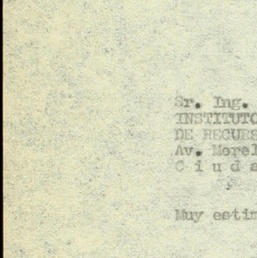 Sr. Ing.
INSTITUTO
DE RECURS
Av. Morel
C i u d a
Muy estim